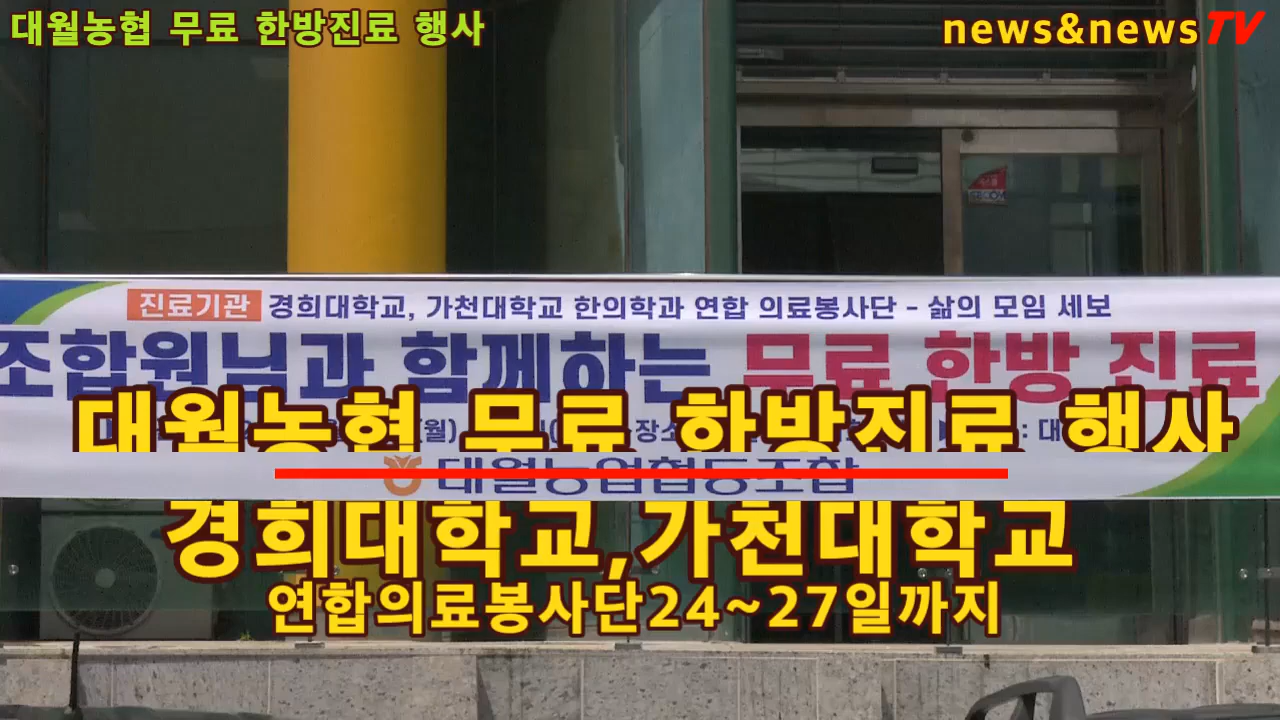 대월농협 무료 한방진료 행사
news&newsTV
진료기관 경희대학교, 가천대학교 한의학과 연합 의료봉사단 - 삶의 모임 세보
조합원님과 함께하는 무료 한방 진료
대월농협 무료 한방진료 행사
대월농업협동조합
경희대학교,가천대학교
연합의료봉사단24~27일까지